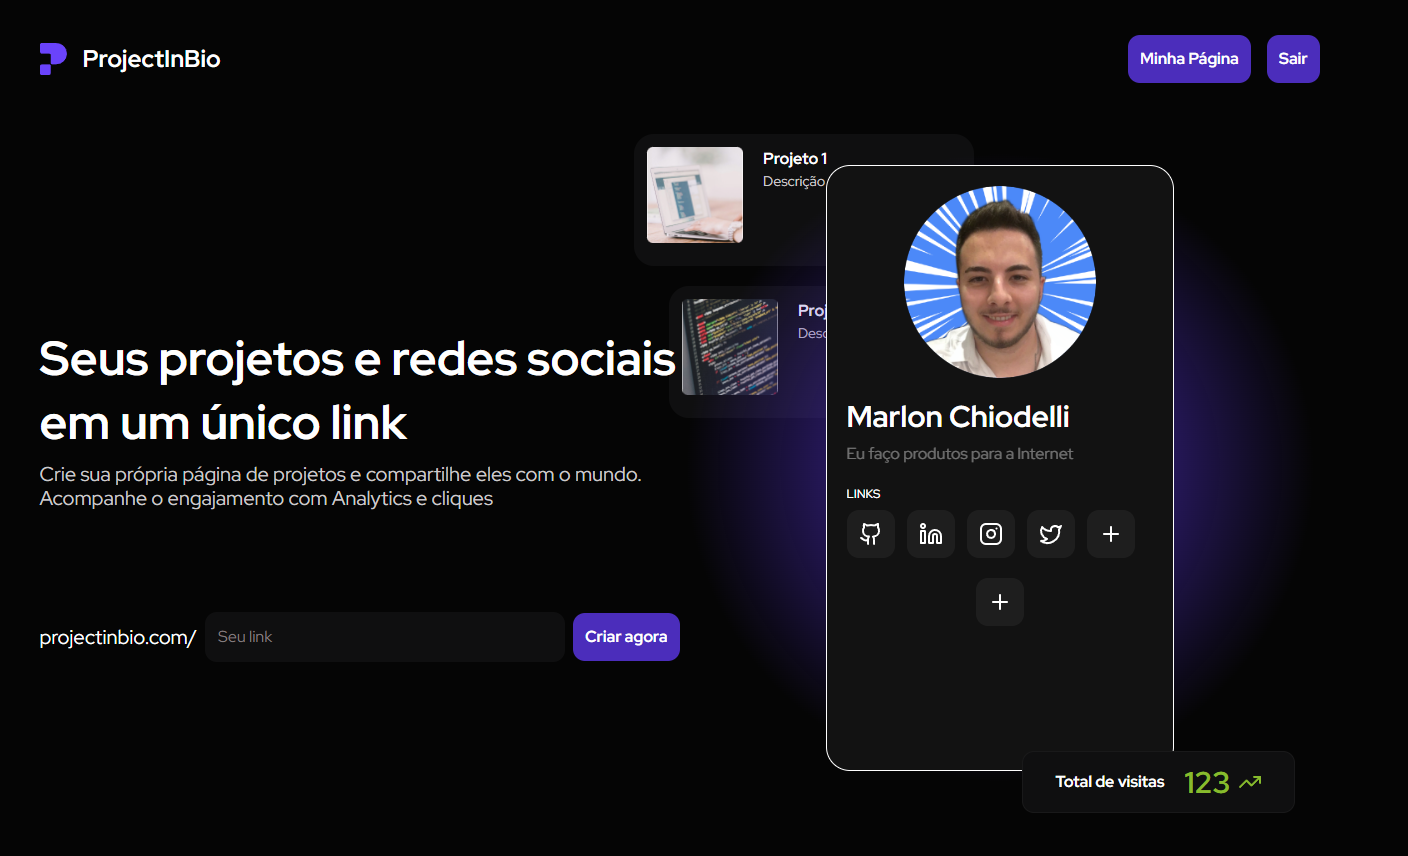 ProjectInBio
Minha Página
Sair
Projeto 1
Descrição
Proj
Desc
Seus projetos e redes sociais
em um único link
Crie sua própria página de projetos e compartilhe eles com o mundo.
Acompanhe o engajamento com Analytics e cliques
projectinbio.com/
Seu link
Criar agora
Marlon Chiodelli
Eu faço produtos para a Internet
LINKS
Total de visitas
123